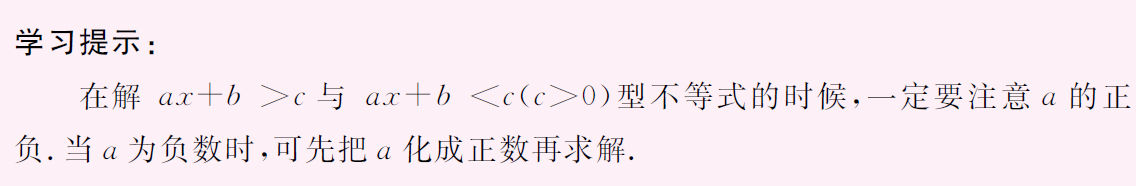 学习提示:
在解 ax+b >c 与 ax+b <c(c>0)型不等式的时候,一定要注意 a 的正
负.当 a 为负数时,可先把 a 化成正数再求解.